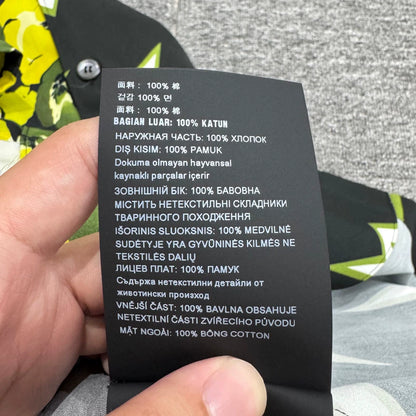 面料：100% 棉
겉감 100% 면
面料：100% 棉
BAGIAN LUAR: 100% KATUN
НАРУЖНАЯ ЧАСТЬ: 100% ХЛОПОК
DIŞ KISIM: 100% PAMUK
Dokuma olmayan hayvansal
kaynaklı parçalar içerir
ЗОВНІШНІЙ БІК: 100% БАВОВНА
МІСТИТЬ НЕТЕКСТИЛЬНІ СКЛАДНИКИ
ТВАРИННОГО ПОХОДЖЕННЯ
IŠORINIS SLUOKSNIS: 100% MEDVILNĖ
SUDĖTYJE YRA GYVŪNINĖS KILMĖS NE
TEKSTILĖS DALIŲ
ЛИЦЕВ ПЛАТ: 100% ПАМУК
Съдържа нетекстилни детайли от
животински произход
VNĚJŠÍ ČÁST: 100% BAVLNA OBSAHUJE
NETEXTILNÍ ČÁSTI ZVÍŘECÍHO PŮVODU
MẶT NGOÀI: 100% BÔNG COTTON